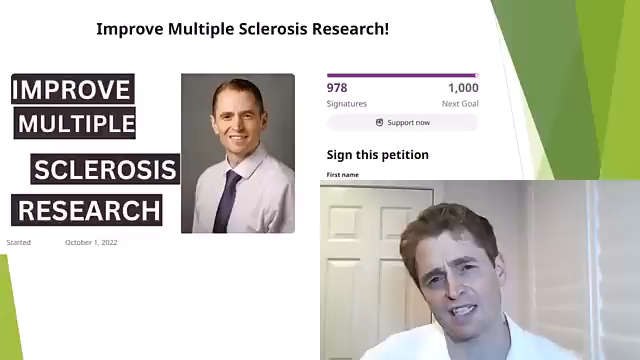 Improve Multiple Sclerosis Research!
IMPROVE
MULTIPLE
SCLEROSIS
RESEARCH
Started October 1, 2022
978 1,000
Signatures Next Goal
Support now
Sign this petition
First name